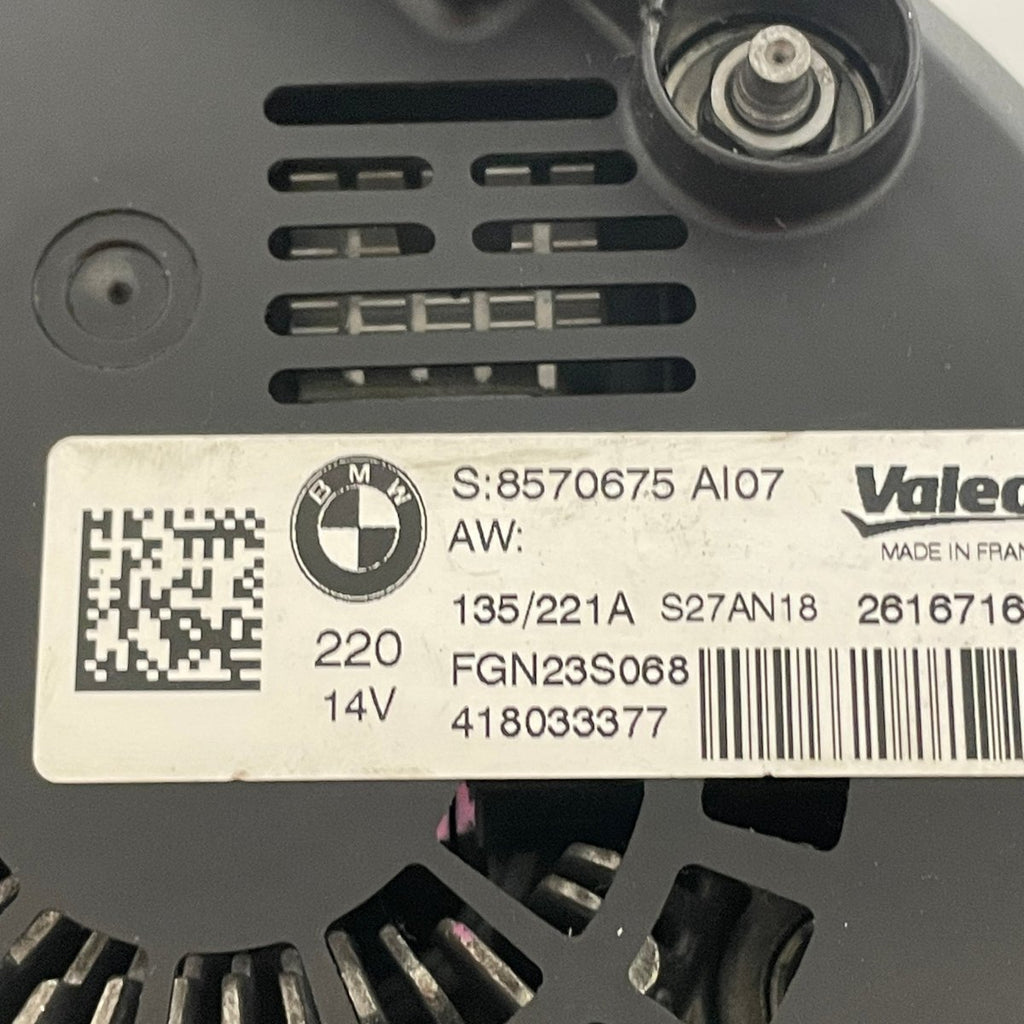 BMW
S:8570675 AI07
AW:
Valeo
MADE IN FRAN
135/221A S27AN18 2616716
220
14V
FGN23S068
418033377